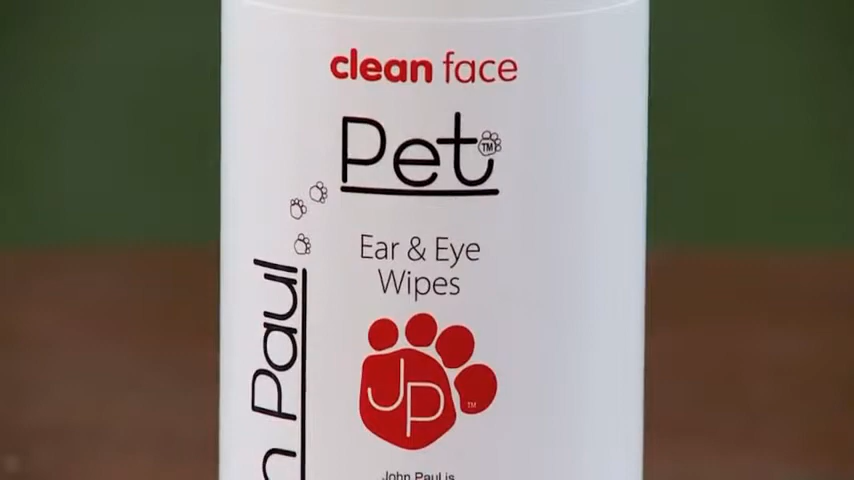 clean face
Pet
TM
Ear & Eye
Wipes
JP
TM
n Paul
John Paul is